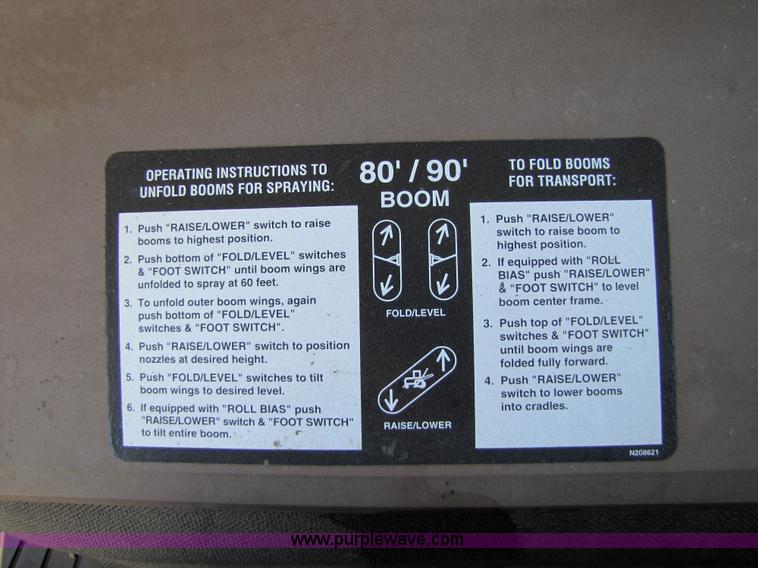 OPERATING INSTRUCTIONS TO
UNFOLD BOOMS FOR SPRAYING:
1. Push "RAISE/LOWER" switch to raise
booms to highest position.
2. Push bottom of "FOLD/LEVEL" switches
& "FOOT SWITCH" until boom wings are
unfolded to spray at 60 feet.
3. To unfold outer boom wings, again
push bottom of "FOLD/LEVEL"
switches & "FOOT SWITCH".
4. Push "RAISE/LOWER" switch to position
nozzles at desired height.
5. Push "FOLD/LEVEL" switches to tilt
boom wings to desired level.
6. If equipped with "ROLL BIAS" push
"RAISE/LOWER" switch & "FOOT SWITCH"
to tilt entire boom.
80' / 90'
BOOM
FOLD/LEVEL
RAISE/LOWER
TO FOLD BOOMS
FOR TRANSPORT:
1. Push "RAISE/LOWER"
switch to raise boom to
highest position.
2. If equipped with "ROLL
BIAS" push "RAISE/LOWER"
& "FOOT SWITCH" to level
boom center frame.
3. Push top of "FOLD/LEVEL"
switches & "FOOT SWITCH"
until boom wings are
folded fully forward.
4. Push "RAISE/LOWER"
switch to lower booms
into cradles.
N208621
www.purplewave.com